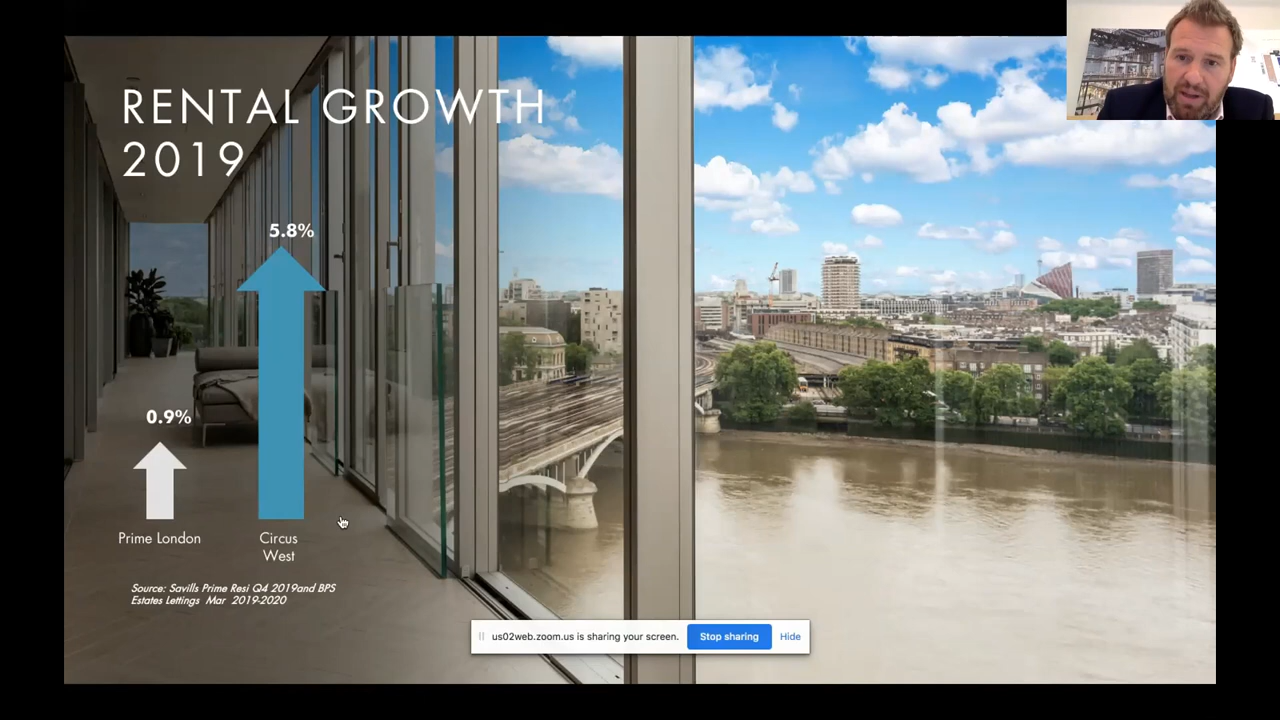 RENTAL GROWTH
2019
5.8%
0.9%
Prime London
Circus
West
Source: Savills Prime Resi Q4 2019and BPS
Estates Lettings Mar 2019-2020
us02web.zoom.us is sharing your screen.
Stop sharing
Hide